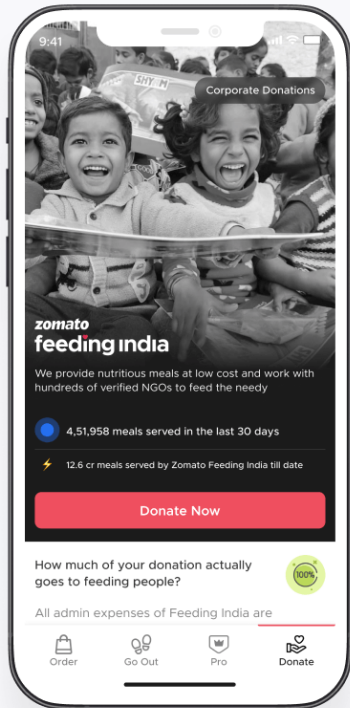 9:41
SHYAM
Corporate Donations
zomato
feeding india
We provide nutritious meals at low cost and work with
hundreds of verified NGOs to feed the needy
4,51,958 meals served in the last 30 days
12.6 cr meals served by Zomato Feeding India till date
Donate Now
How much of your donation actually
goes to feeding people?
100%
All admin expenses of Feeding India are
Order
Go Out
Pro
Donate